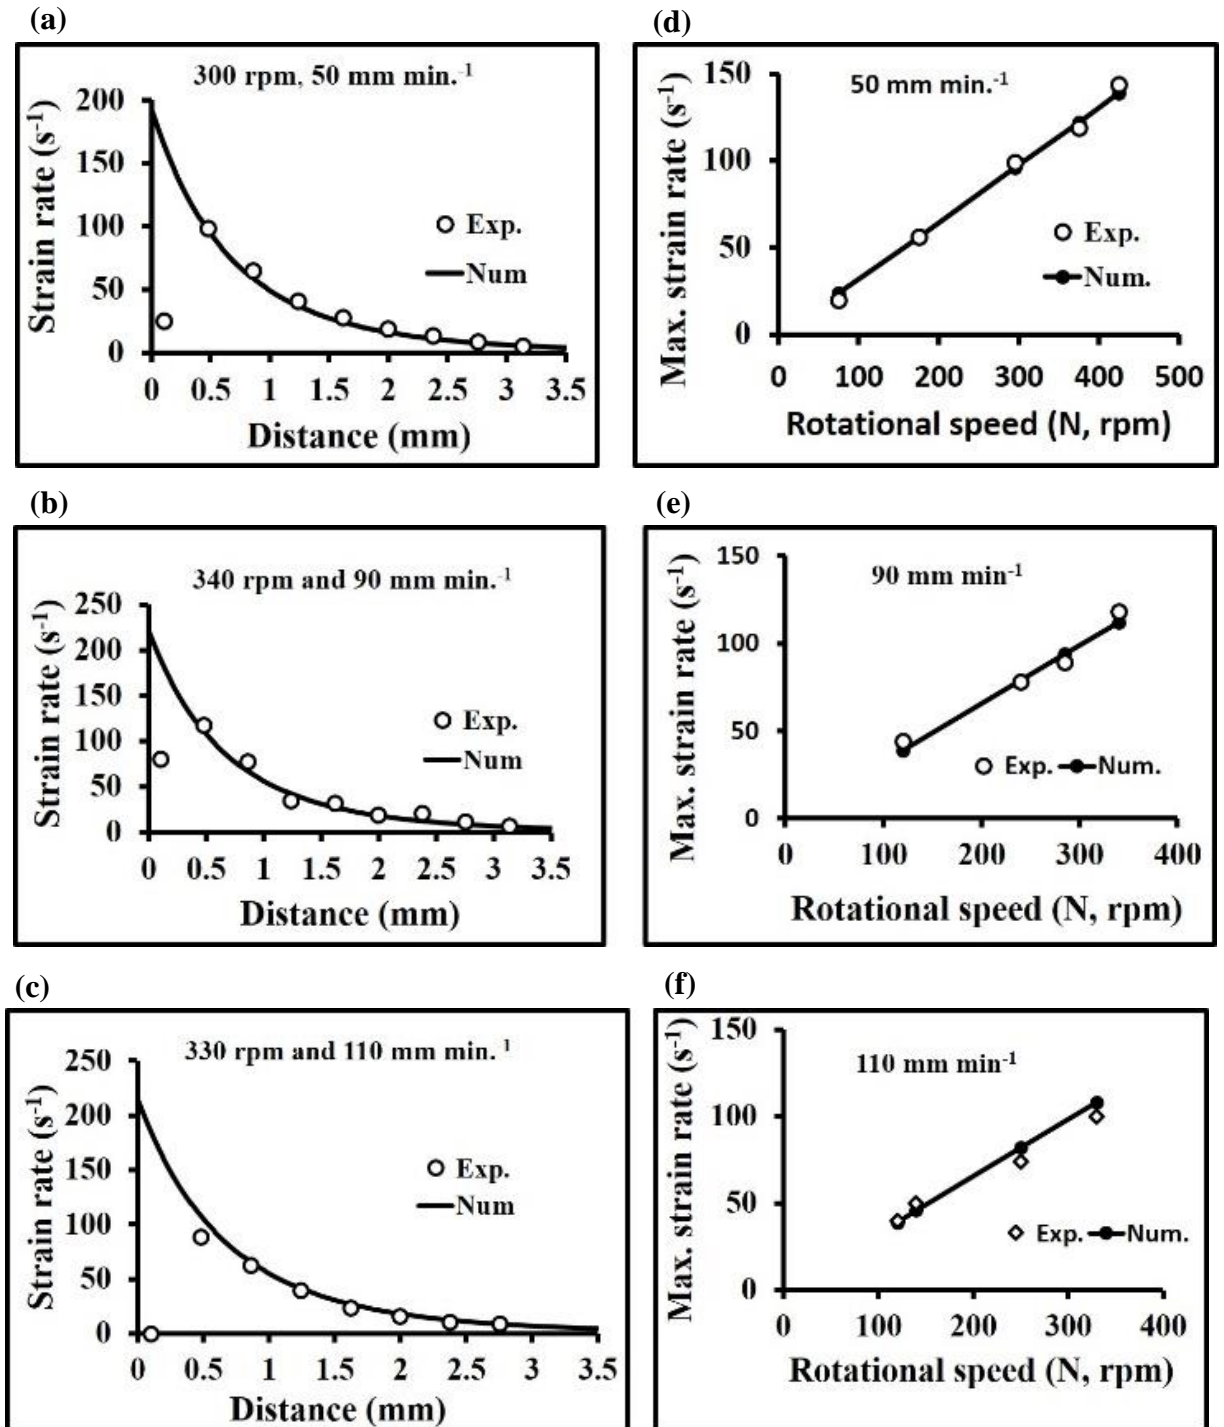 (a)
300 rpm, 50 mm min.-1
Strain rate (s-1)
200
150
100
50
0
Exp.
Num
0 0.5 1 1.5 2 2.5 3 3.5
Distance (mm)
(d)
50 mm min.-1
Max. strain rate (s-1)
150
100
50
0
Exp.
Num.
0 100 200 300 400 500
Rotational speed (N, rpm)
(b)
340 rpm and 90 mm min.-1
Strain rate (s-1)
250
200
150
100
50
0
Exp.
Num
0 0.5 1 1.5 2 2.5 3 3.5
Distance (mm)
(e)
90 mm min-1
Max. strain rate (s-1)
150
100
50
0
Exp. Num.
0 100 200 300 400
Rotational speed (N, rpm)
(c)
330 rpm and 110 mm min. 1
Strain rate (s-1)
250
200
150
100
50
0
Exp.
Num
0 0.5 1 1.5 2 2.5 3 3.5
Distance (mm)
(f)
110 mm min-1
Max. strain rate (s-1)
150
100
50
0
Exp. Num.
0 100 200 300 400
Rotational speed (N, rpm)